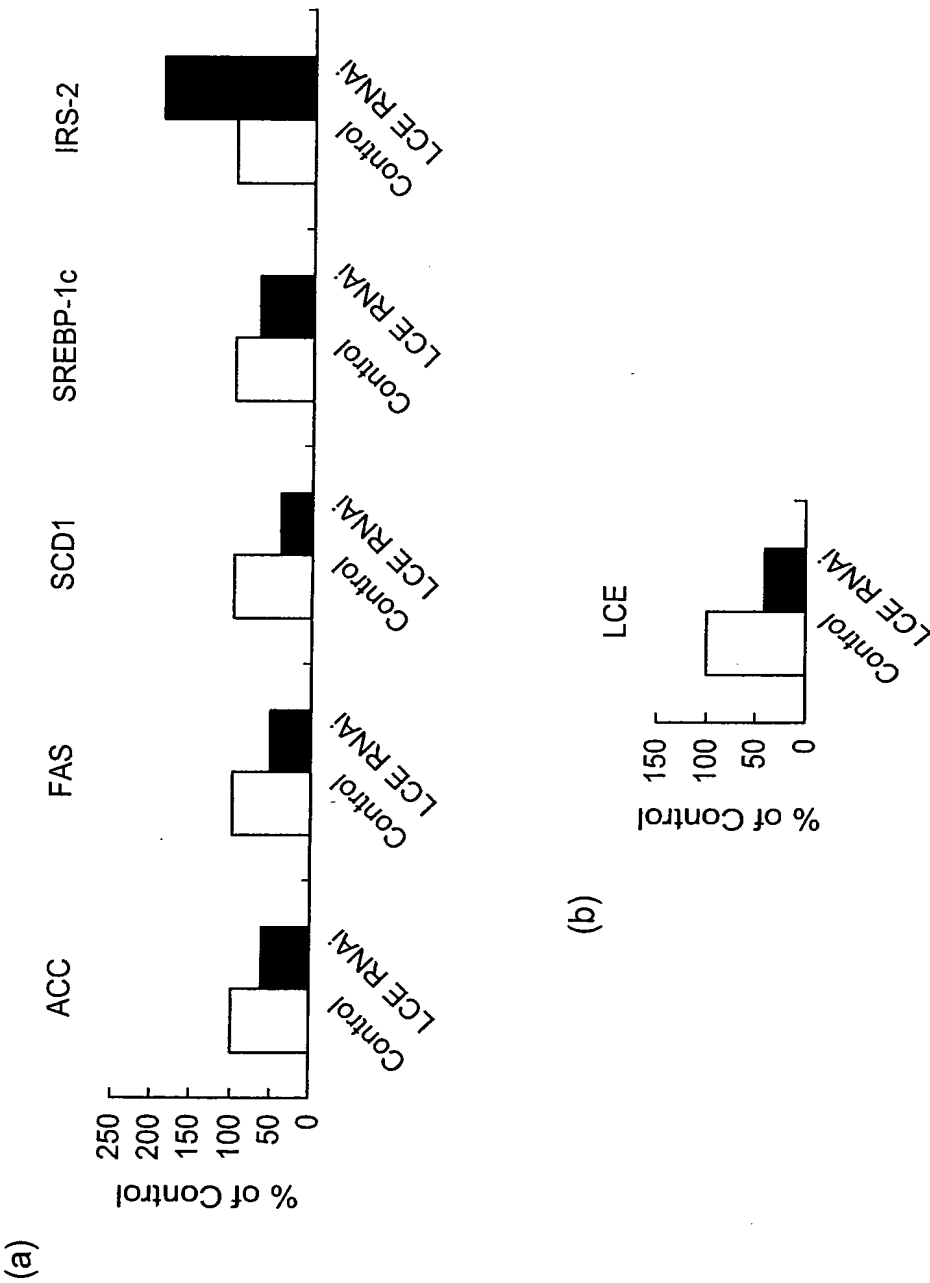 (a)
ACC
FAS
SCD1
SREBP-1c
IRS-2
% of Control
250
200
150
100
50
0
Control
LCE RNAi
Control
LCE RNAi
Control
LCE RNAi
Control
LCE RNAi
Control
LCE RNAi
(b)
LCE
% of Control
150
100
50
0
Control
LCE RNAi